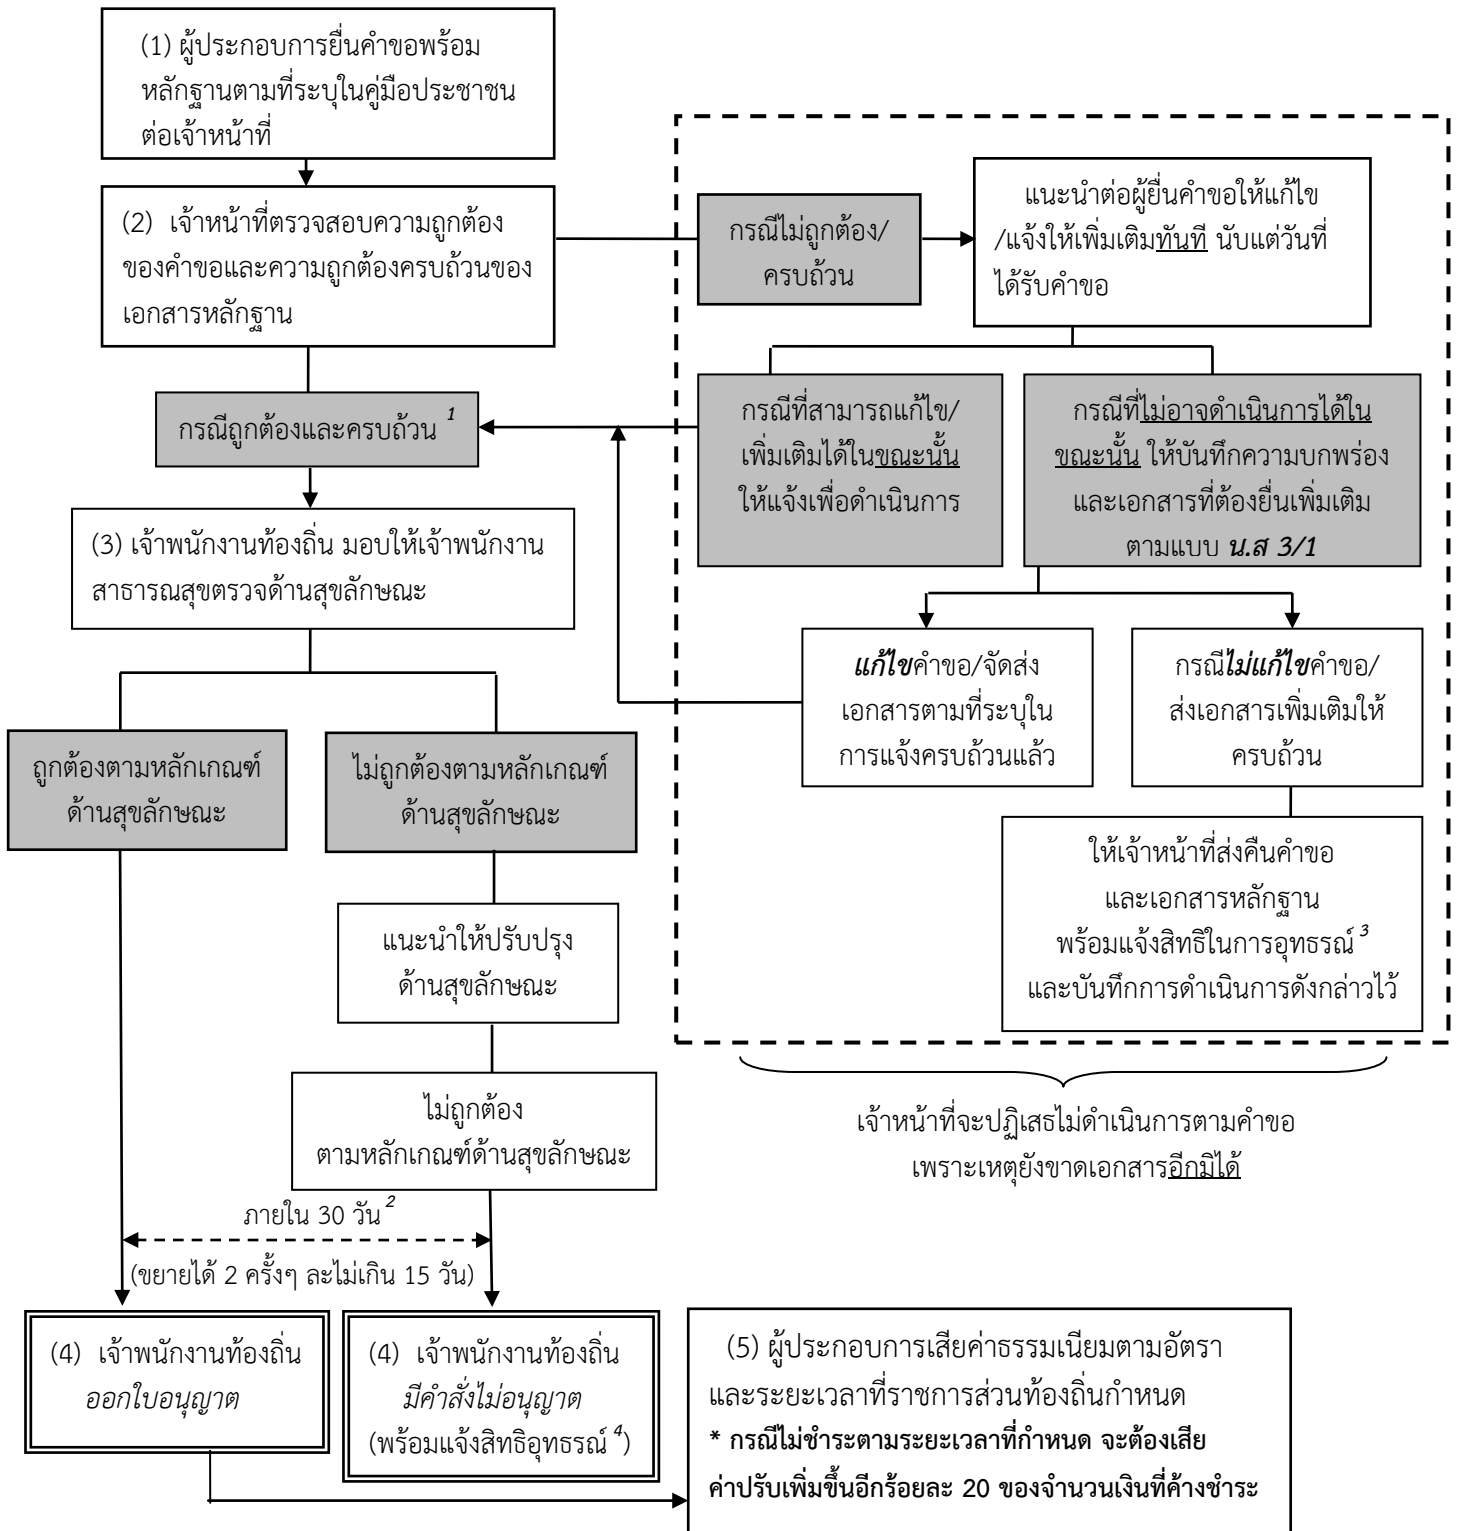 (1) ผู้ประกอบการยื่นคำขอพร้อม
หลักฐานตามที่ระบุในคู่มือประชาชน
ต่อเจ้าหน้าที่
(2) เจ้าหน้าที่ตรวจสอบความถูกต้อง
ของคำขอและความถูกต้องครบถ้วนของ
เอกสารหลักฐาน
กรณีไม่ถูกต้อง/
ครบถ้วน
แนะนำต่อผู้ยื่นคำขอให้แก้ไข
/แจ้งให้เพิ่มเติมทันที นับแต่วันที่
ได้รับคำขอ
กรณีถูกต้องและครบถ้วน 1
กรณีที่สามารถแก้ไข/
เพิ่มเติมได้ในขณะนั้น
ให้แจ้งเพื่อดำเนินการ
กรณีที่ไม่อาจดำเนินการได้ใน
ขณะนั้น ให้บันทึกความบกพร่อง
และเอกสารที่ต้องยื่นเพิ่มเติม
ตามแบบ น.ส 3/1
(3) เจ้าพนักงานท้องถิ่น มอบให้เจ้าพนักงาน
สาธารณสุขตรวจด้านสุขลักษณะ
แก้ไขคำขอ/จัดส่ง
เอกสารตามที่ระบุใน
การแจ้งครบถ้วนแล้ว
กรณีไม่แก้ไขคำขอ/
ส่งเอกสารเพิ่มเติมให้
ครบถ้วน
ถูกต้องตามหลักเกณฑ์
ด้านสุขลักษณะ
ไม่ถูกต้องตามหลักเกณฑ์
ด้านสุขลักษณะ
ให้เจ้าหน้าที่ส่งคืนคำขอ
และเอกสารหลักฐาน
พร้อมแจ้งสิทธิในการอุทธรณ์ 3
และบันทึกการดำเนินการดังกล่าวไว้
แนะนำให้ปรับปรุง
ด้านสุขลักษณะ
ไม่ถูกต้อง
ตามหลักเกณฑ์ด้านสุขลักษณะ
เจ้าหน้าที่จะปฏิเสธไม่ดำเนินการตามคำขอ
เพราะเหตุยังขาดเอกสารอีกมิได้
ภายใน 30 วัน 2
(ขยายได้ 2 ครั้งๆ ละไม่เกิน 15 วัน)
(4) เจ้าพนักงานท้องถิ่น
ออกใบอนุญาต
(4) เจ้าพนักงานท้องถิ่น
มีคำสั่งไม่อนุญาต
(พร้อมแจ้งสิทธิอุทธรณ์ 4)
(5) ผู้ประกอบการเสียค่าธรรมเนียมตามอัตรา
และระยะเวลาที่ราชการส่วนท้องถิ่นกำหนด
* กรณีไม่ชำระตามระยะเวลาที่กำหนด จะต้องเสีย
ค่าปรับเพิ่มขึ้นอีกร้อยละ 20 ของจำนวนเงินที่ค้างชำระ